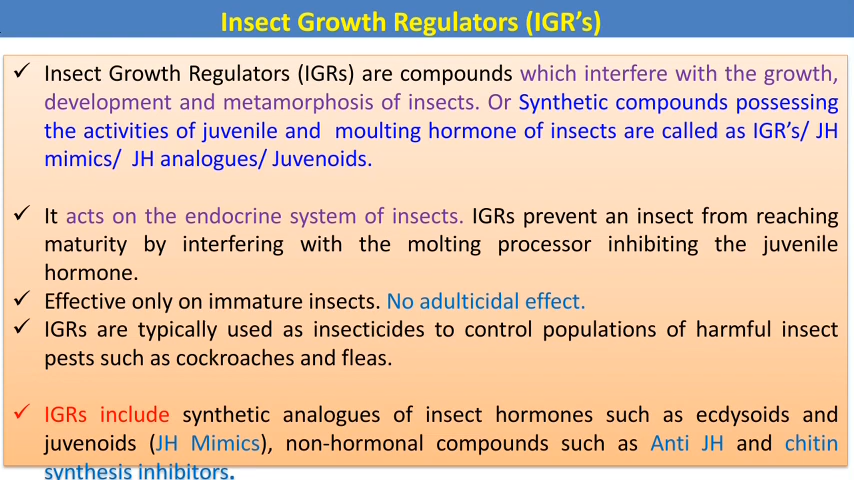 Insect Growth Regulators (IGR’s)
✓ Insect Growth Regulators (IGRs) are compounds which interfere with the growth,
development and metamorphosis of insects. Or Synthetic compounds possessing
the activities of juvenile and moulting hormone of insects are called as IGR’s/ JH
mimics/ JH analogues/ Juvenoids.
✓ It acts on the endocrine system of insects. IGRs prevent an insect from reaching
maturity by interfering with the molting processor inhibiting the juvenile
hormone.
✓ Effective only on immature insects. No adulticidal effect.
✓ IGRs are typically used as insecticides to control populations of harmful insect
pests such as cockroaches and fleas.
✓ IGRs include synthetic analogues of insect hormones such as ecdysoids and
juvenoids (JH Mimics), non-hormonal compounds such as Anti JH and chitin
synthesis inhibitors.